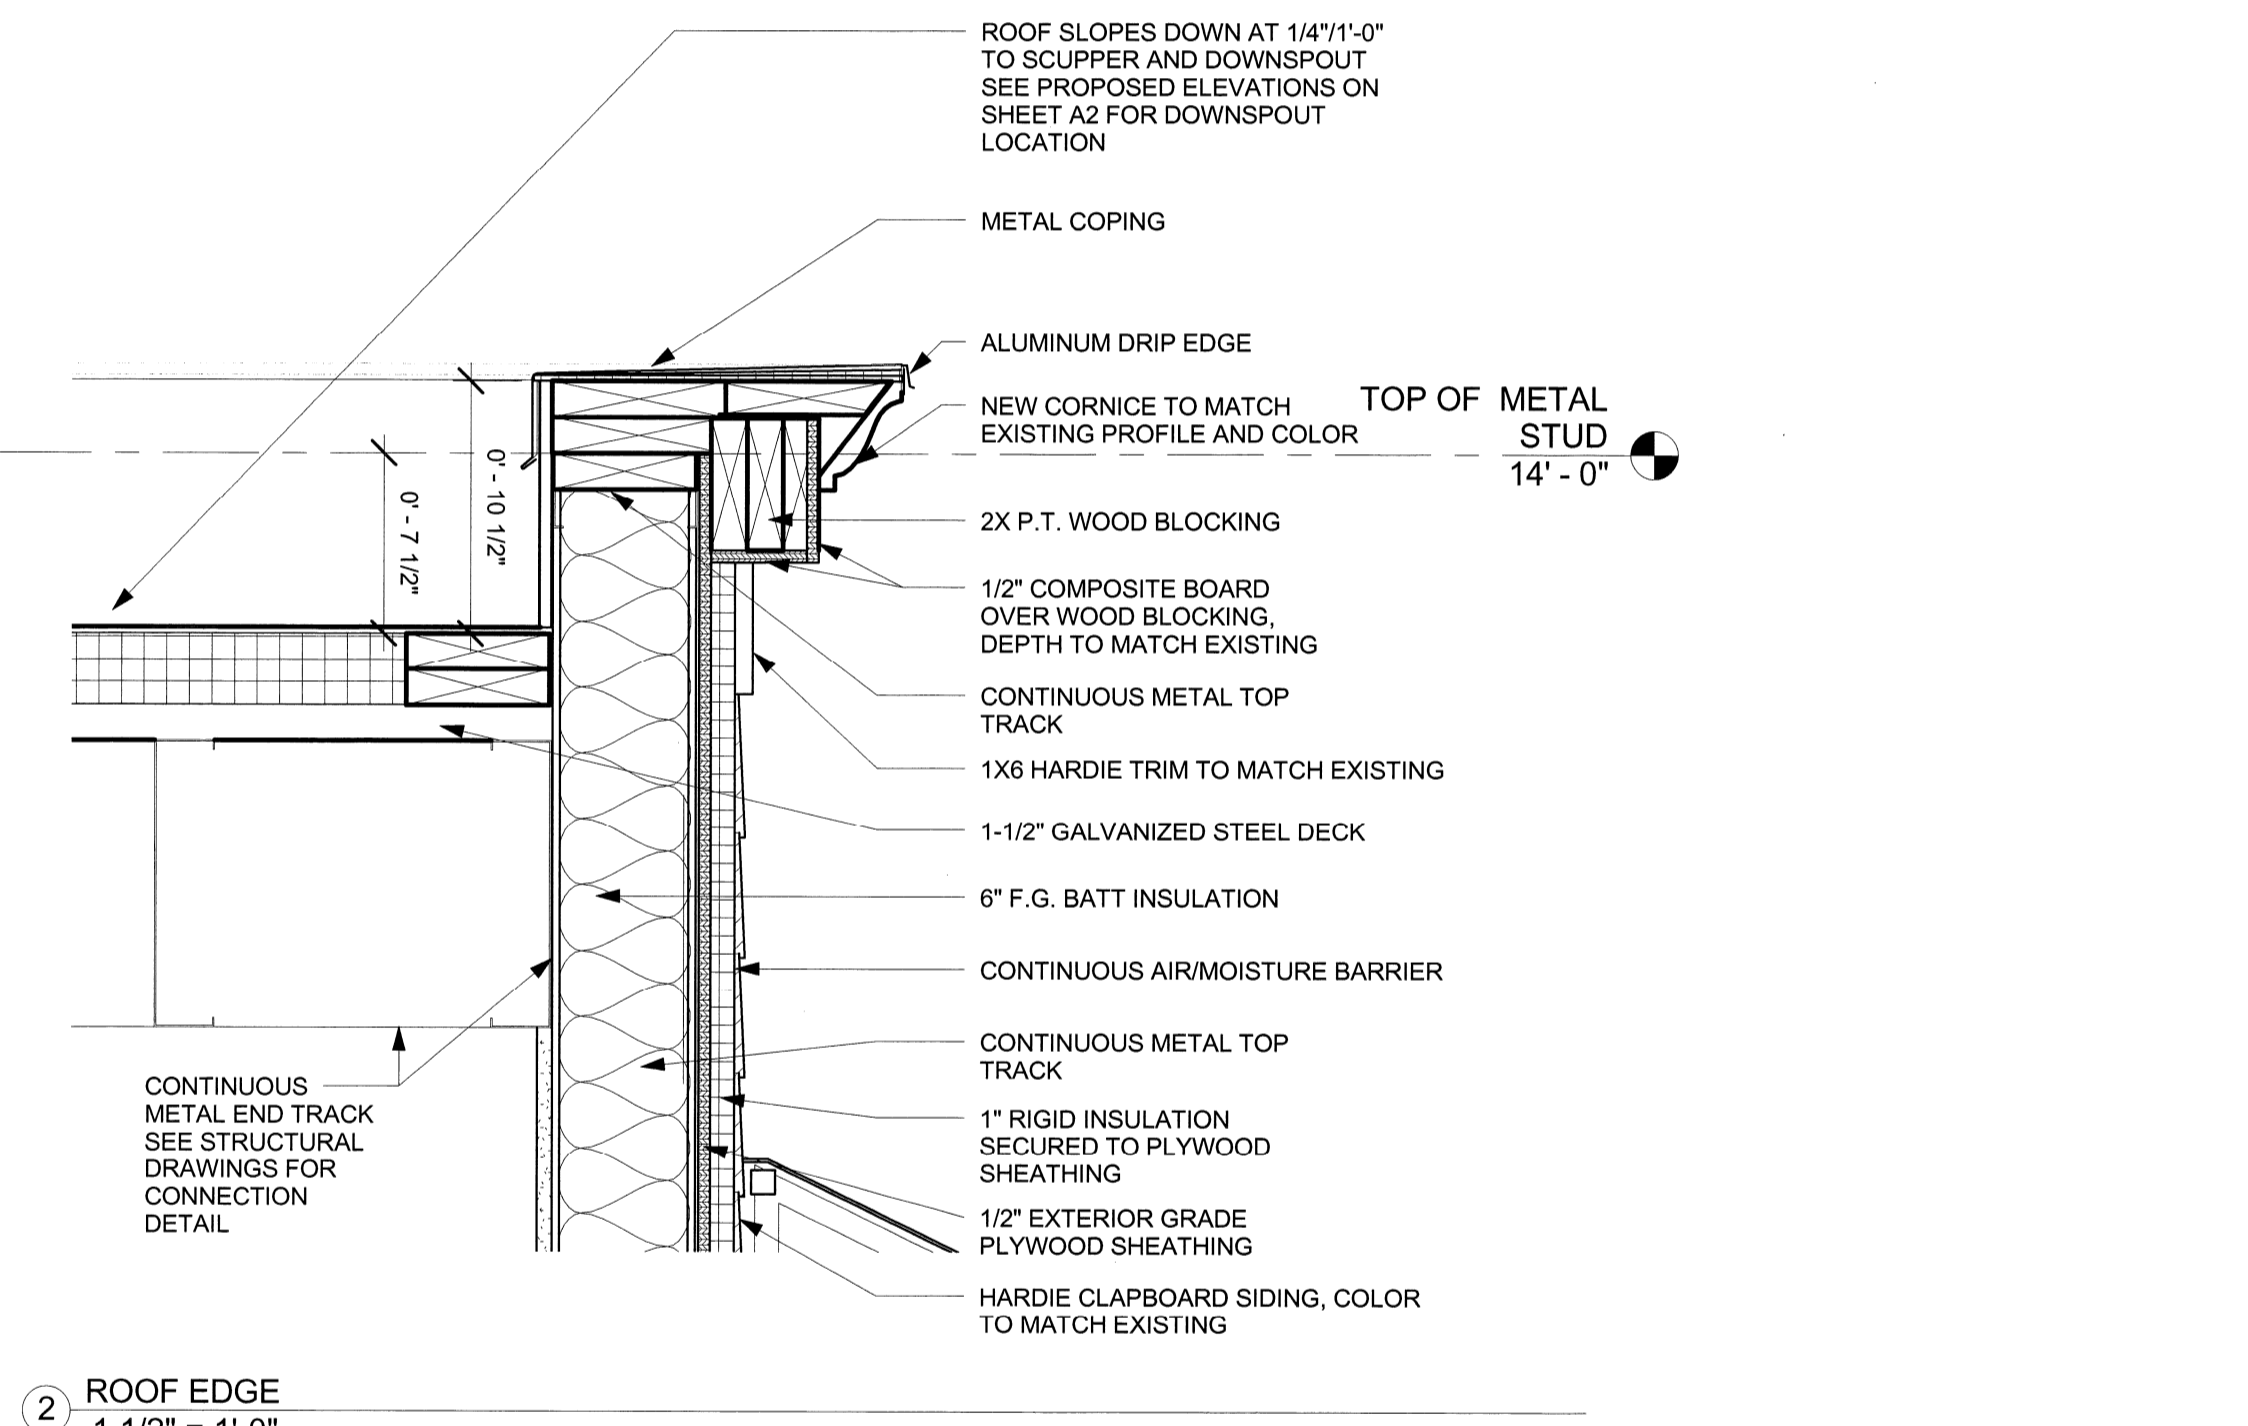 ROOF SLOPES DOWN AT 1/4"/1'-0"
TO SCUPPER AND DOWNSPOUT
SEE PROPOSED ELEVATIONS ON
SHEET A2 FOR DOWNSPOUT
LOCATION
METAL COPING
ALUMINUM DRIP EDGE
NEW CORNICE TO MATCH
EXISTING PROFILE AND COLOR
TOP OF METAL
STUD
14' - 0"
0' - 10 1/2"
0' - 7 1/2"
2X P.T. WOOD BLOCKING
1/2" COMPOSITE BOARD
OVER WOOD BLOCKING,
DEPTH TO MATCH EXISTING
CONTINUOUS METAL TOP
TRACK
1X6 HARDIE TRIM TO MATCH EXISTING
1-1/2" GALVANIZED STEEL DECK
6" F.G. BATT INSULATION
CONTINUOUS AIR/MOISTURE BARRIER
CONTINUOUS METAL TOP
TRACK
1" RIGID INSULATION
SECURED TO PLYWOOD
SHEATHING
1/2" EXTERIOR GRADE
PLYWOOD SHEATHING
HARDIE CLAPBOARD SIDING, COLOR
TO MATCH EXISTING
CONTINUOUS
METAL END TRACK
SEE STRUCTURAL
DRAWINGS FOR
CONNECTION
DETAIL
2
ROOF EDGE
1 1/2" = 1'-0"